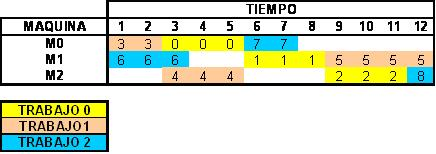 TIEMPO
MAQUINA 1 2 3 4 5 6 7 8 9 10 11 12
M0 3 3 0 0 0 7 7
M1 6 6 6 1 1 1 5 5 5 5
M2 4 4 4 2 2 2 8
TRABAJO 0
TRABAJO1
TRABAJO 2